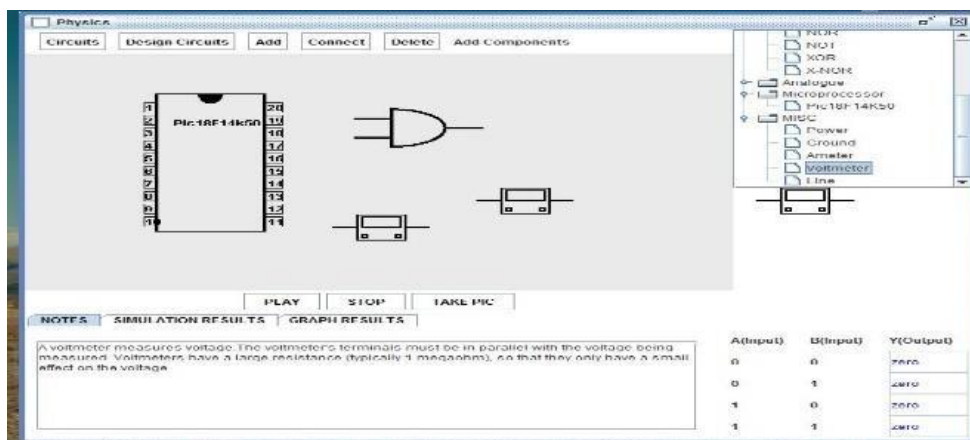 Physics
Circuits Design Circuits Add Connect Delete Add Components
NOR
NOT
XOR
X-NOR
Analogue
Microprocessor
Pic18F14K50
MISC
Power
Ground
Ameter
voltmeter
Line
Pic18F14k50
1 20
2 19
3 18
4 17
5 16
6 15
7 14
8 13
9 12
10 11
PLAY STOP TAKE PIC
NOTES SIMULATION RESULTS GRAPH RESULTS
A voltmeter measures voltage. The voltmeter's terminals must be in parallel with the voltage being
measured. Voltmeters have a large resistance (typically 1 megaohm), so that they only have a small
effect on the voltage
A(Input) B(Input) Y(Output)
0 0 zero
0 1 zero
1 0 zero
1 1 zero